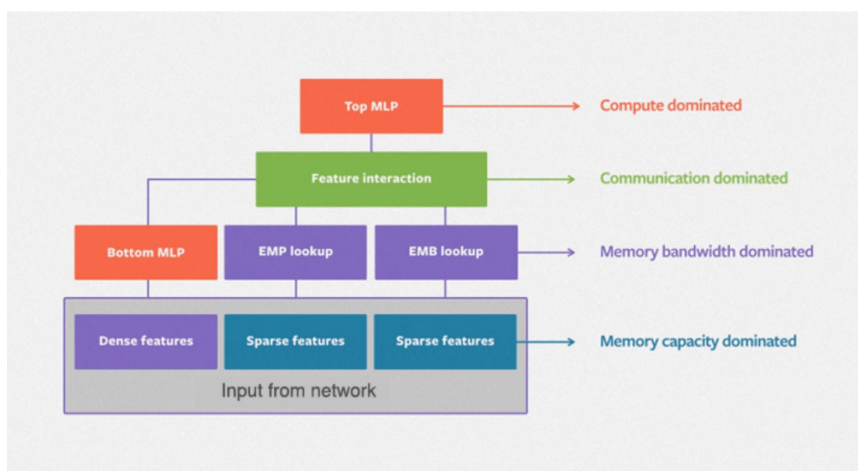 Top MLP
Compute dominated
Feature interaction
Communication dominated
Bottom MLP
EMP lookup
EMB lookup
Memory bandwidth dominated
Dense features
Sparse features
Sparse features
Memory capacity dominated
Input from network